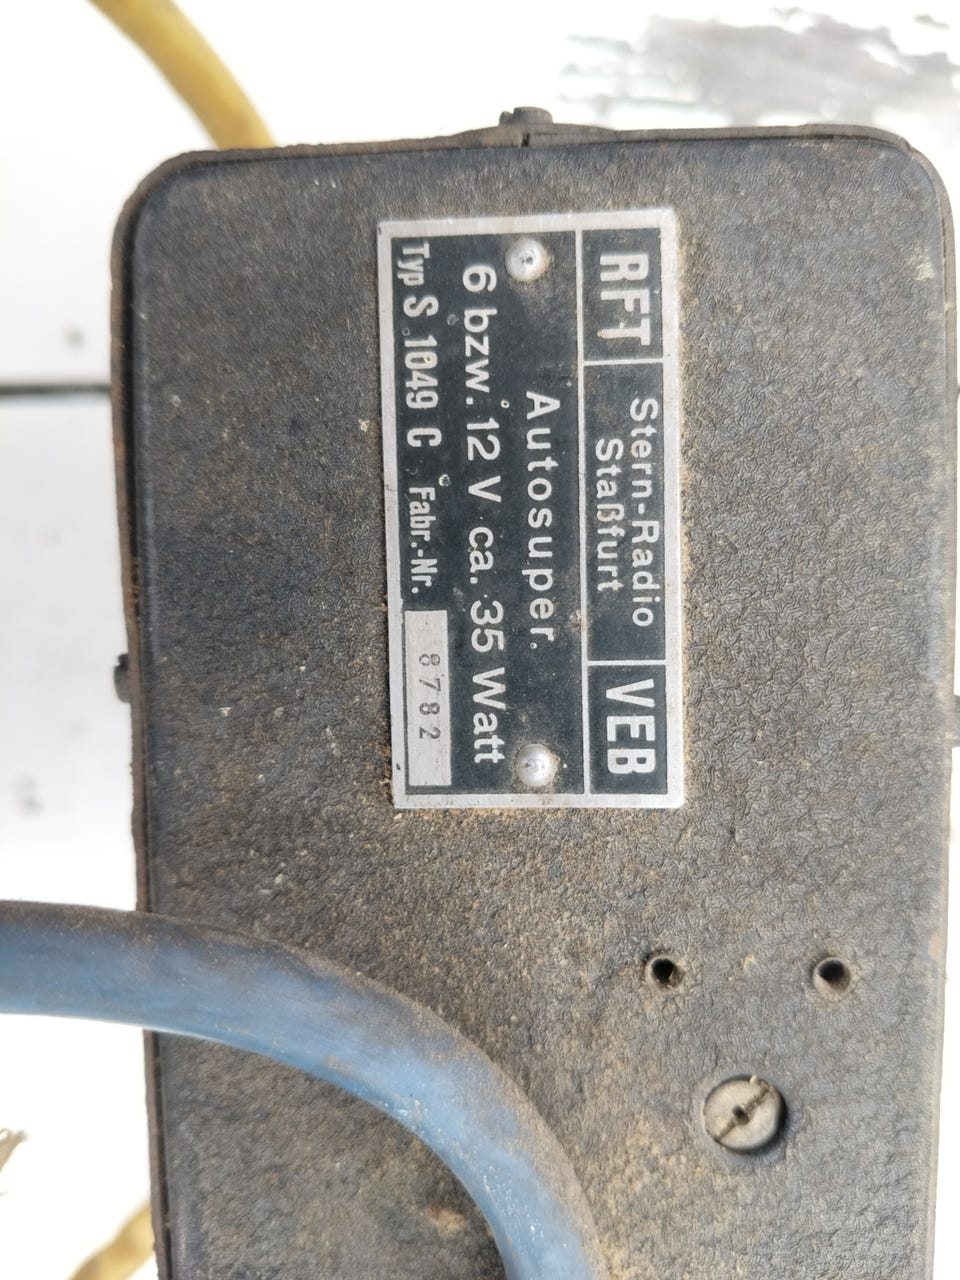 RFT
Stern-Radio
Staßfurt
VEB
Autosuper.
6 bzw. 12 V ca. 35 Watt
Typ S 1049 C Fabr.-Nr. 8782